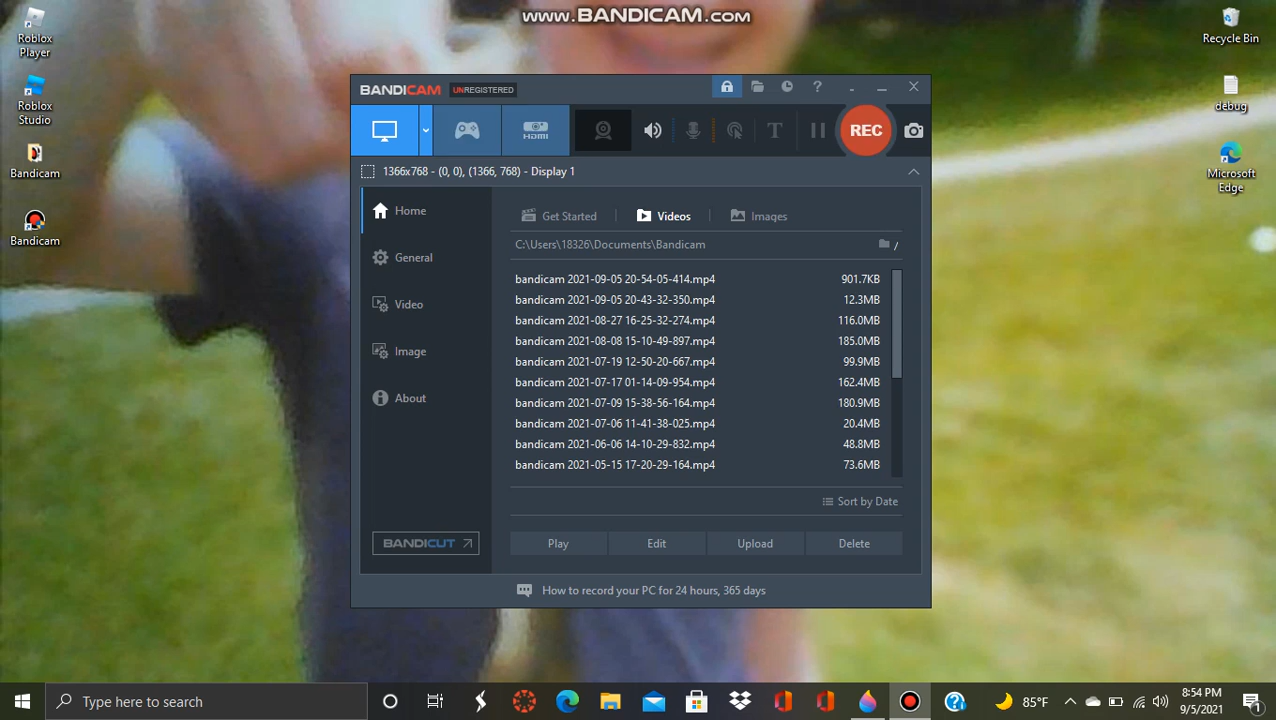 www.BANDICAM.com
Roblox
Player
Roblox
Studio
Bandicam
Bandicam
Recycle Bin
debug
Microsoft
Edge
BANDICAM UNREGISTERED
?
HDMI
T
REC
1366x768 - (0, 0), (1366, 768) - Display 1
Home
General
Video
Image
About
BANDICUT
Get Started
Videos
Images
C:\Users\18326\Documents\Bandicam
/
bandicam 2021-09-05 20-54-05-414.mp4 901.7KB
bandicam 2021-09-05 20-43-32-350.mp4 12.3MB
bandicam 2021-08-27 16-25-32-274.mp4 116.0MB
bandicam 2021-08-08 15-10-49-897.mp4 185.0MB
bandicam 2021-07-19 12-50-20-667.mp4 99.9MB
bandicam 2021-07-17 01-14-09-954.mp4 162.4MB
bandicam 2021-07-09 15-38-56-164.mp4 180.9MB
bandicam 2021-07-06 11-41-38-025.mp4 20.4MB
bandicam 2021-06-06 14-10-29-832.mp4 48.8MB
bandicam 2021-05-15 17-20-29-164.mp4 73.6MB
Sort by Date
Play
Edit
Upload
Delete
How to record your PC for 24 hours, 365 days
Type here to search
?
85°F
8:54 PM
9/5/2021
1